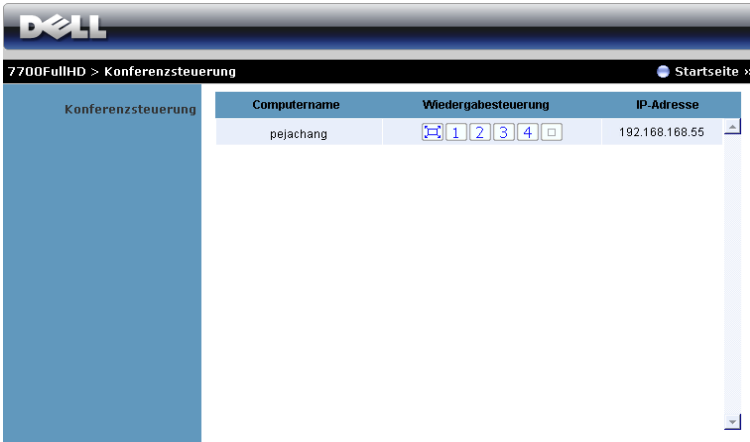 DELL
7700FullHD > Konferenzsteuerung
Startseite »
Konferenzsteuerung
Computername Wiedergabesteuerung IP-Adresse
pejachang 1 2 3 4 192.168.168.55